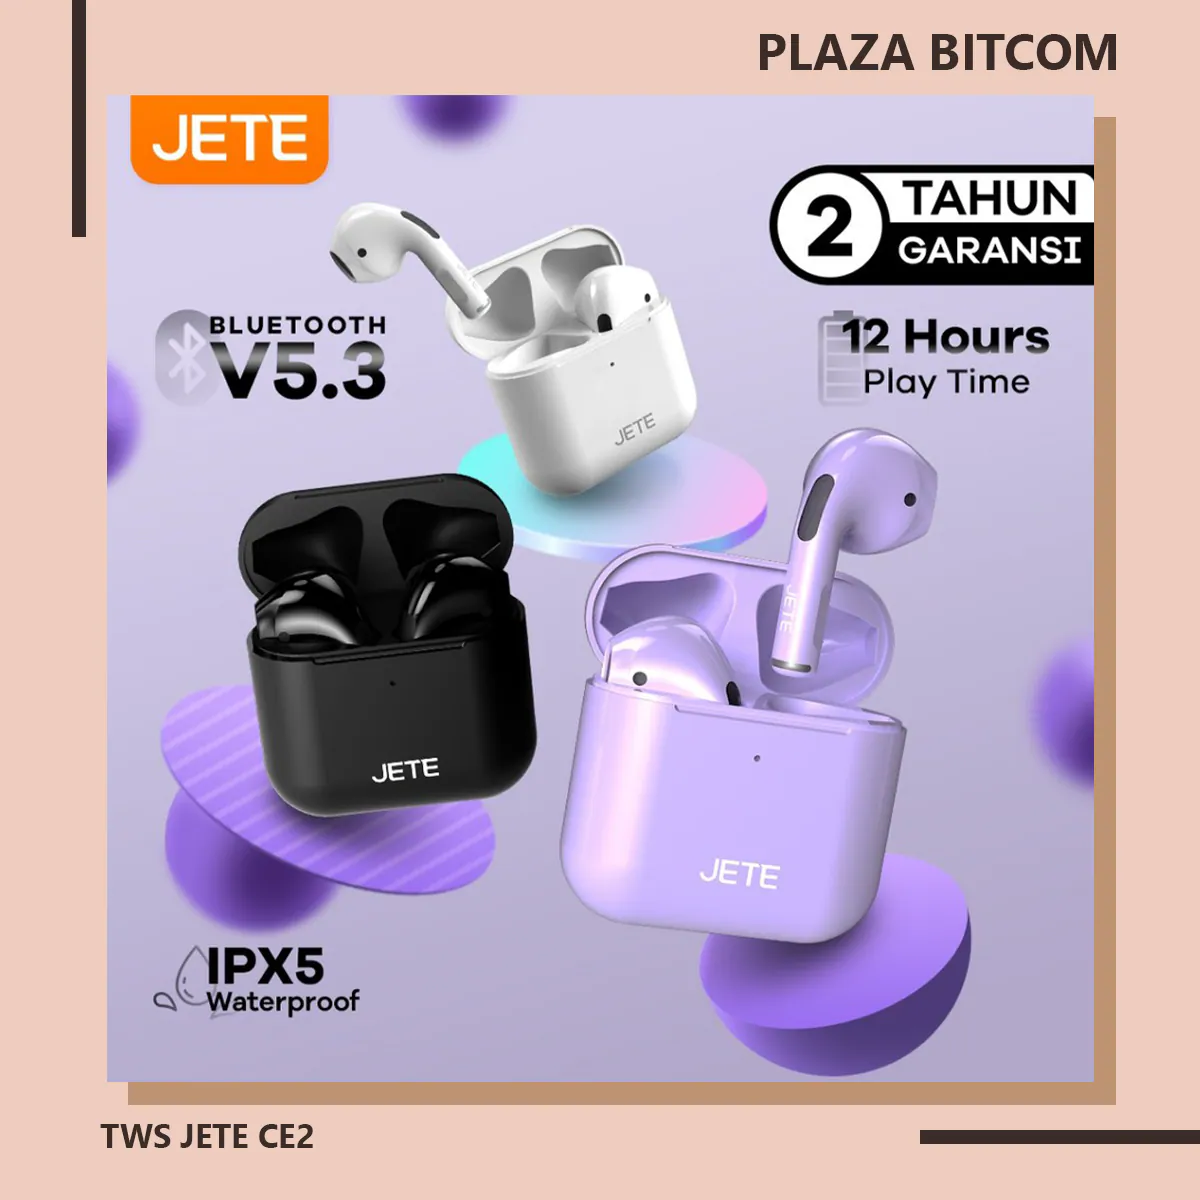 PLAZA BITCOM
JETE
2 TAHUN
GARANSI
BLUETOOTH
V5.3
12 Hours
Play Time
JETE
JETE
JETE
JETE
IPX5
Waterproof
TWS JETE CE2